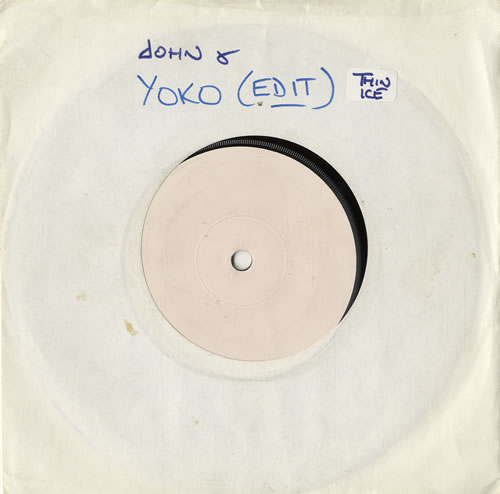 JOHN &
YOKO (EDIT)
THIN
ICE